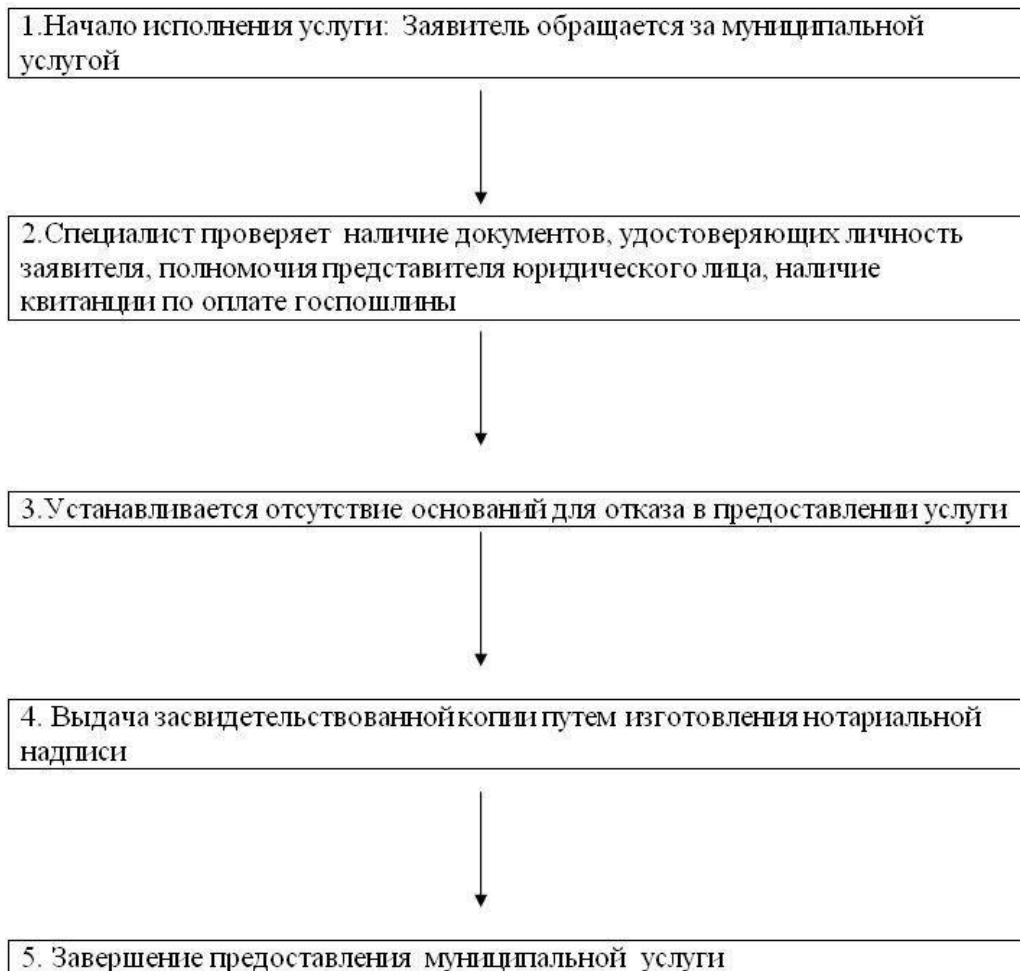 1.Начало исполнения услуги: Заявитель обращается за муниципальной
услугой
2.Специалист проверяет наличие документов, удостоверяющих личность
заявителя, полномочия представителя юридического лица, наличие
квитанции по оплате госпошлины
3.Устанавливается отсутствие оснований для отказа в предоставлении услуги
4. Выдача засвидетельствованной копии путем изготовления нотариальной
надписи
5. Завершение предоставления муниципальной услуги